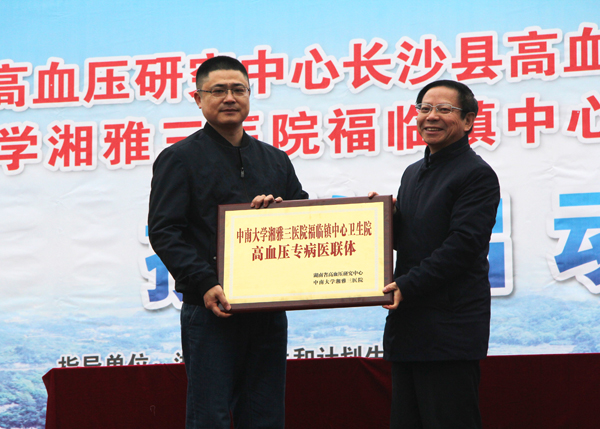 高血压研究中心长沙县高血
学湘雅三医院福临镇中心
动
中南大学湘雅三医院福临镇中心卫生院
高血压专病医联体
湖南省高血压研究中心
中南大学湘雅三医院
指导单位
和计划生